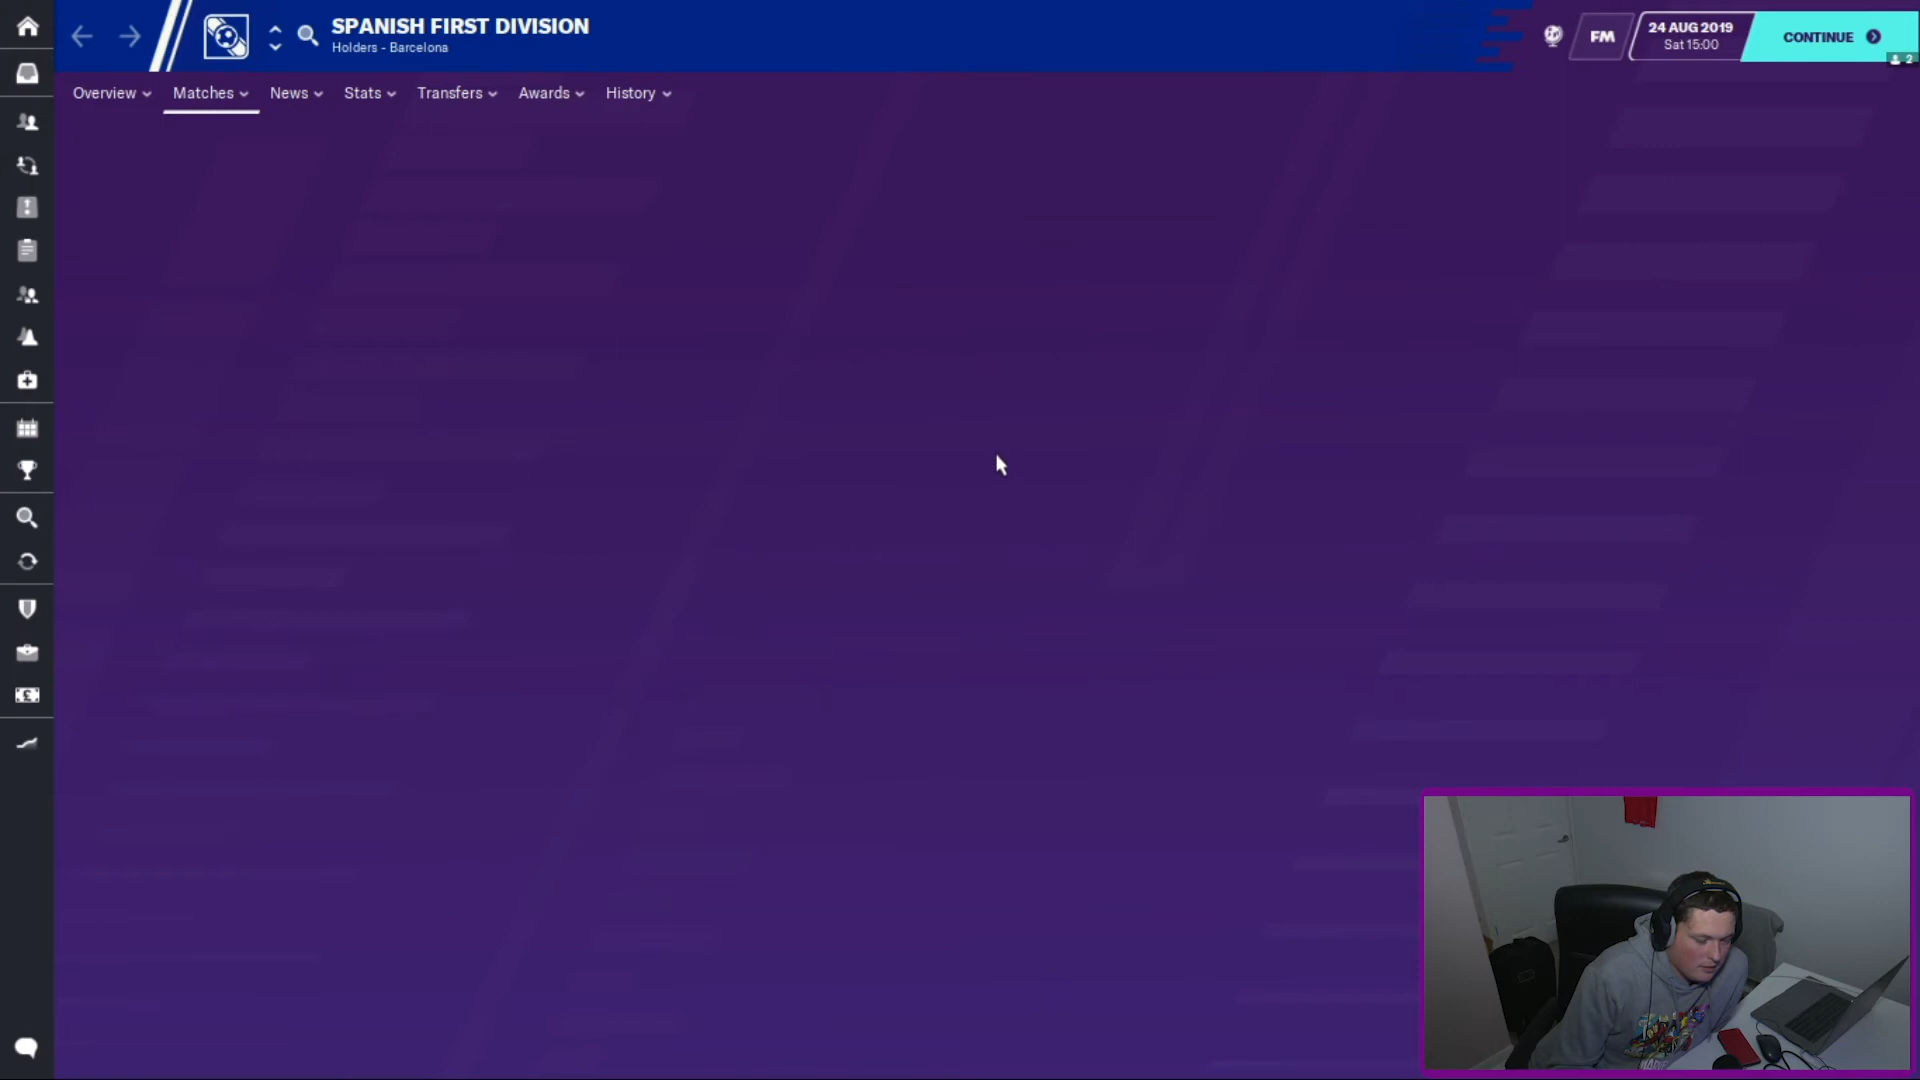 SPANISH FIRST DIVISION
Holders - Barcelona
FM
24 AUG 2019
Sat 15:00
CONTINUE
2
Overview
Matches
News
Stats
Transfers
Awards
History